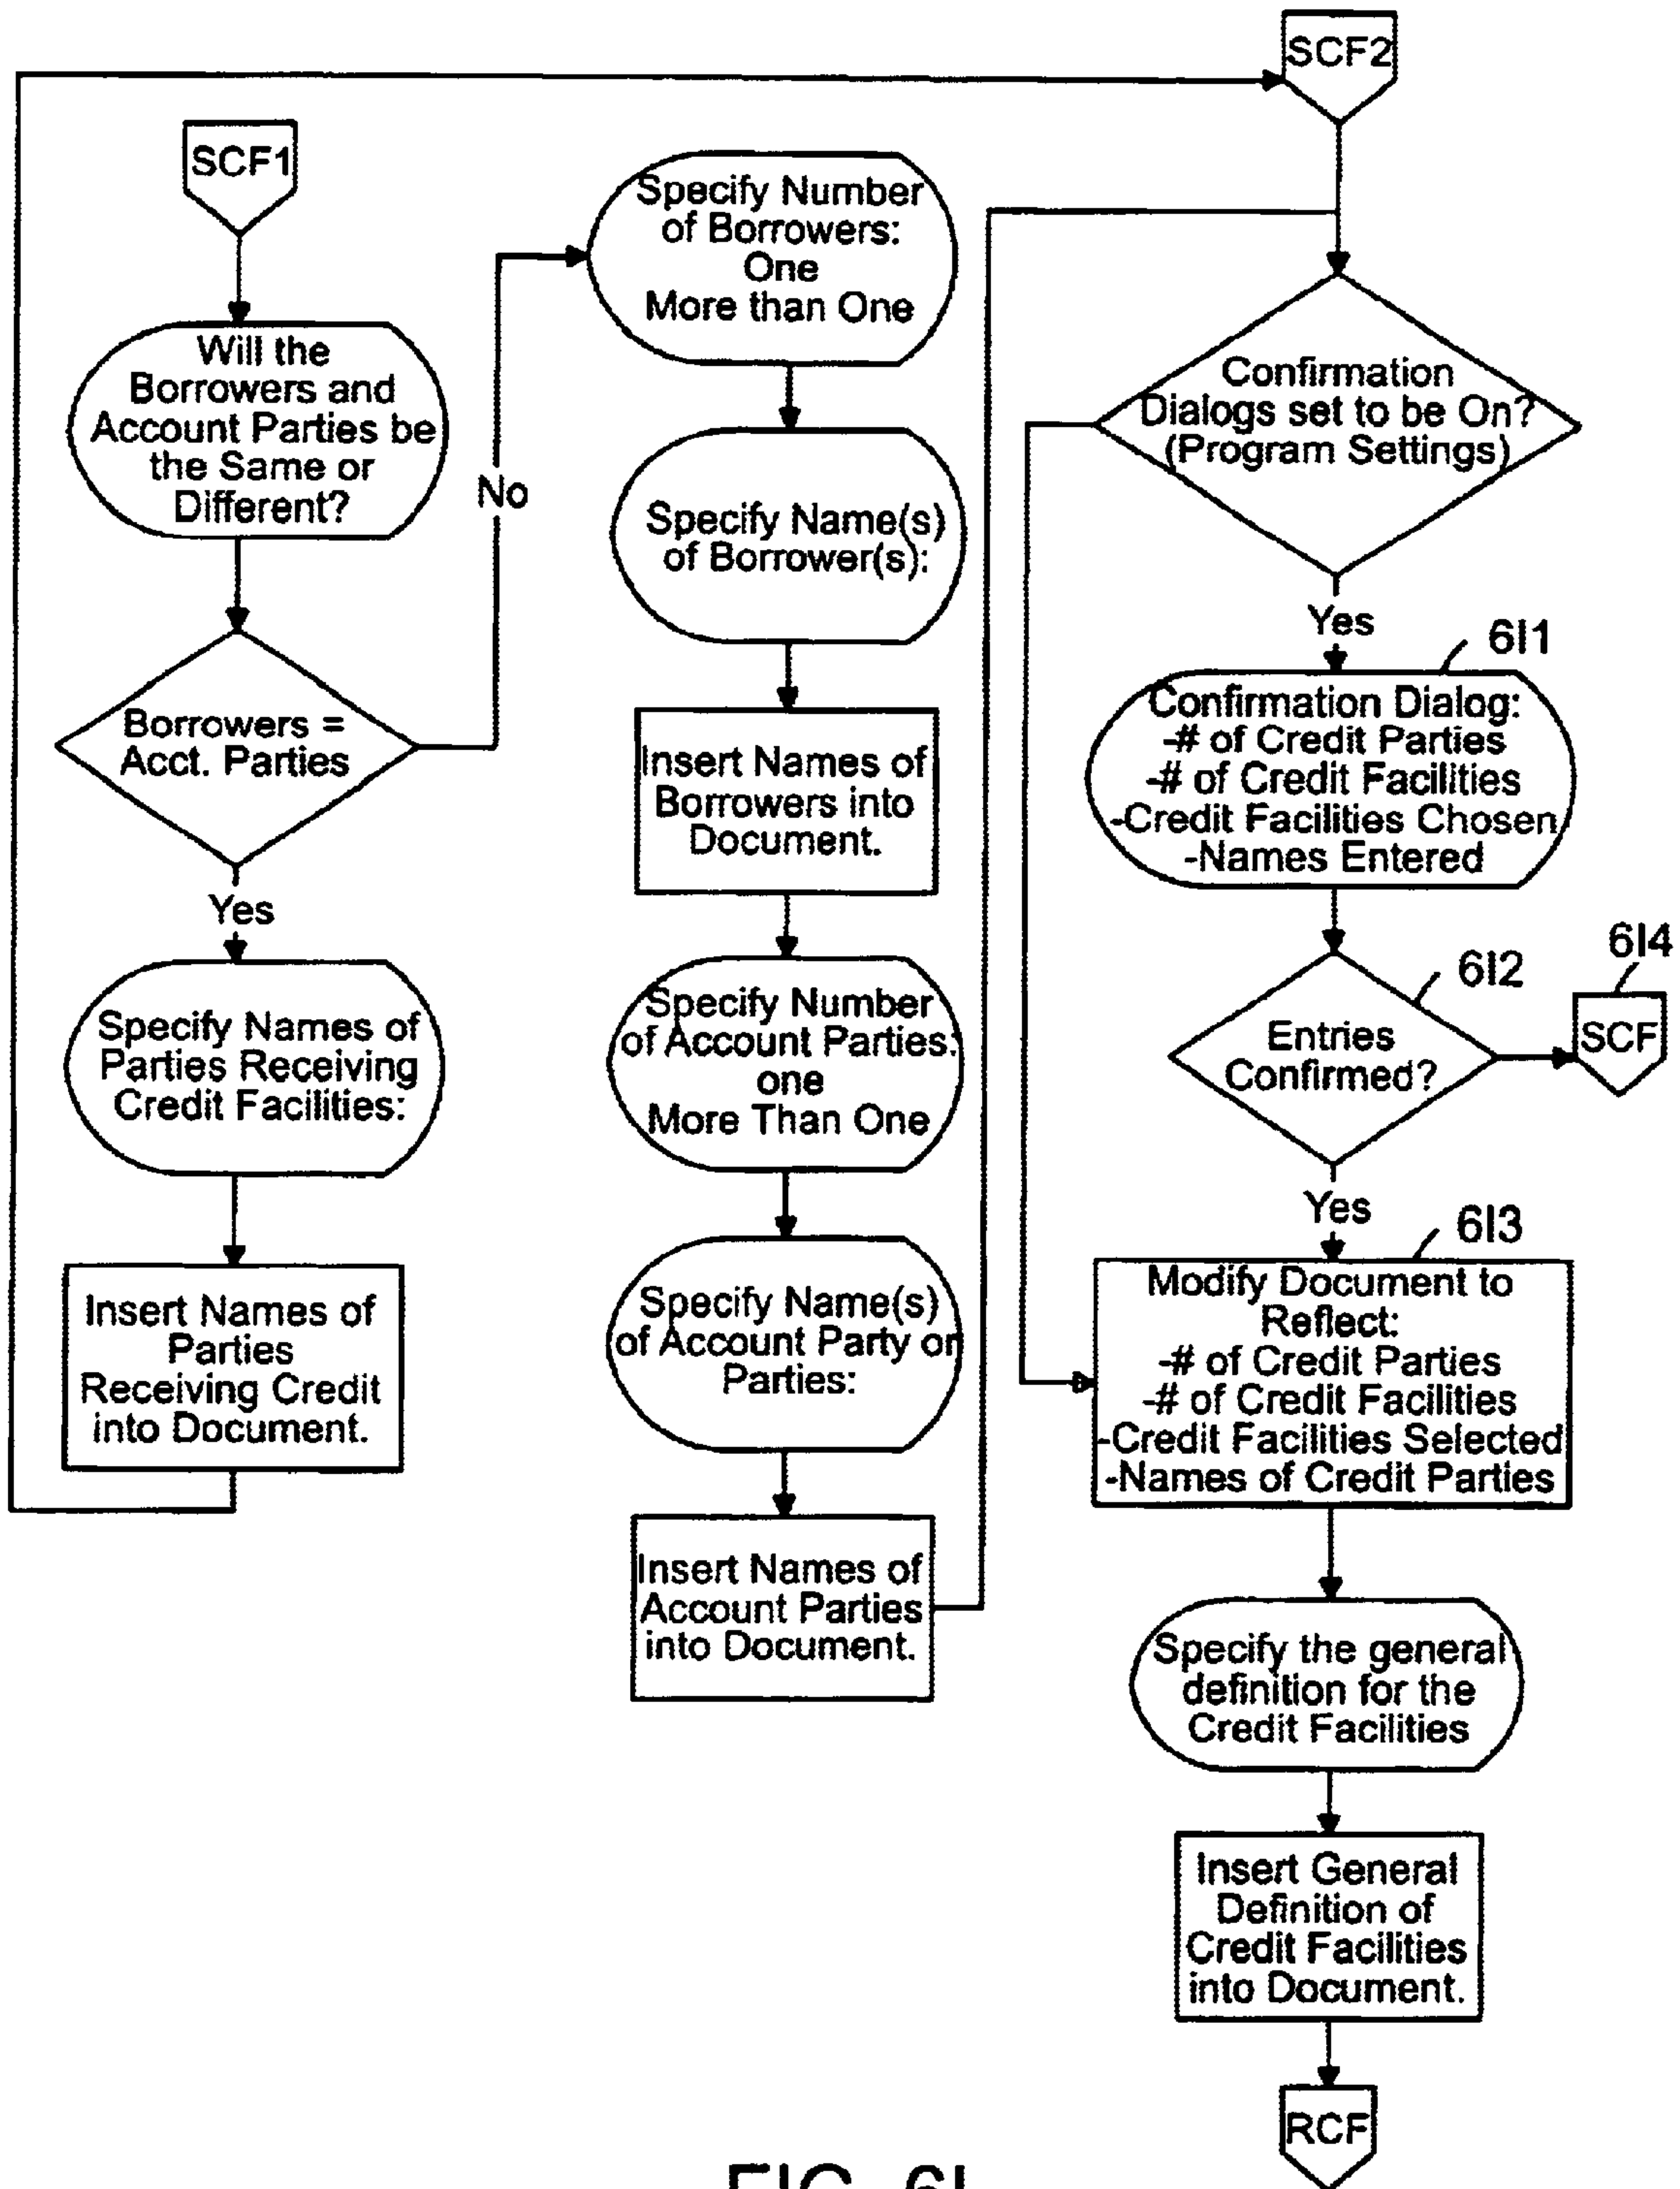 SCF1
Will the
Borrowers and
Account Parties be
the Same or
Different?
Borrowers =
Acct. Parties
No
Yes
Specify Names of
Parties Receiving
Credit Facilities:
Insert Names of
Parties
Receiving Credit
into Document.
Specify Number
of Borrowers:
One
More than One
Specify Name(s)
of Borrower(s):
Insert Names of
Borrowers into
Document.
Specify Number
of Account Parties.
one
More Than One
Specify Name(s)
of Account Party or
Parties:
Insert Names of
Account Parties
into Document.
SCF2
Confirmation
Dialogs set to be On?
(Program Settings)
Yes
6I1
Confirmation Dialog:
-# of Credit Parties
-# of Credit Facilities
-Credit Facilities Chosen
-Names Entered
6I2
Entries
Confirmed?
6I4
SCF
Yes
6I3
Modify Document to
Reflect:
-# of Credit Parties
-# of Credit Facilities
-Credit Facilities Selected
-Names of Credit Parties
Specify the general
definition for the
Credit Facilities
Insert General
Definition of
Credit Facilities
into Document.
RCF
FIG. 6I